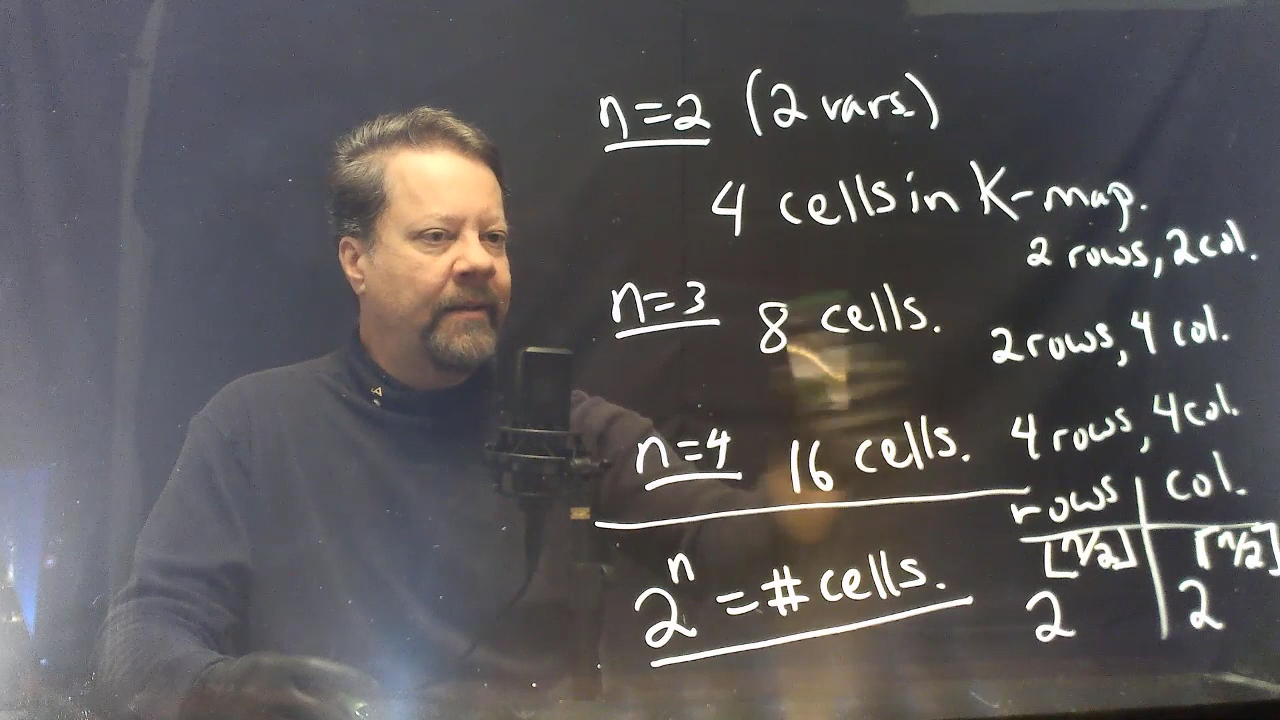 n=2 (2 vars.)
4 cells in K-map.
2 rows, 2 col.
n=3 8 cells.
2 rows, 4 col.
n=4 16 cells.
4 rows, 4 col.
rows col.
2^n = # cells.
2^⌊n/2⌋ 2^⌈n/2⌉